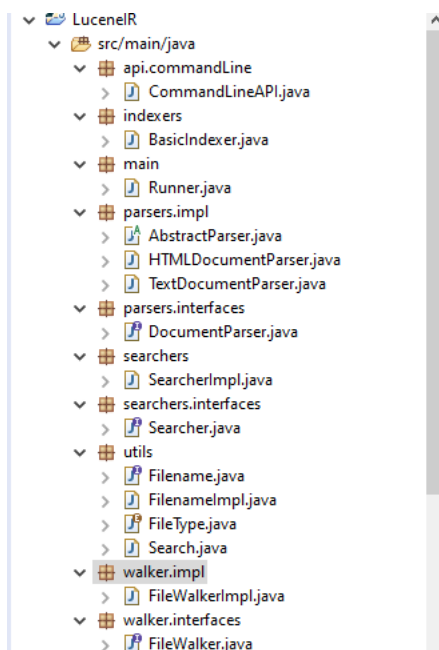 LuceneIR
src/main/java
api.commandLine
CommandLineAPI.java
indexers
BasicIndexer.java
main
Runner.java
parsers.impl
AbstractParser.java
HTMLDocumentParser.java
TextDocumentParser.java
parsers.interfaces
DocumentParser.java
searchers
SearcherImpl.java
searchers.interfaces
Searcher.java
utils
Filename.java
FilenameImpl.java
FileType.java
Search.java
walker.impl
FileWalkerImpl.java
walker.interfaces
FileWalker.java